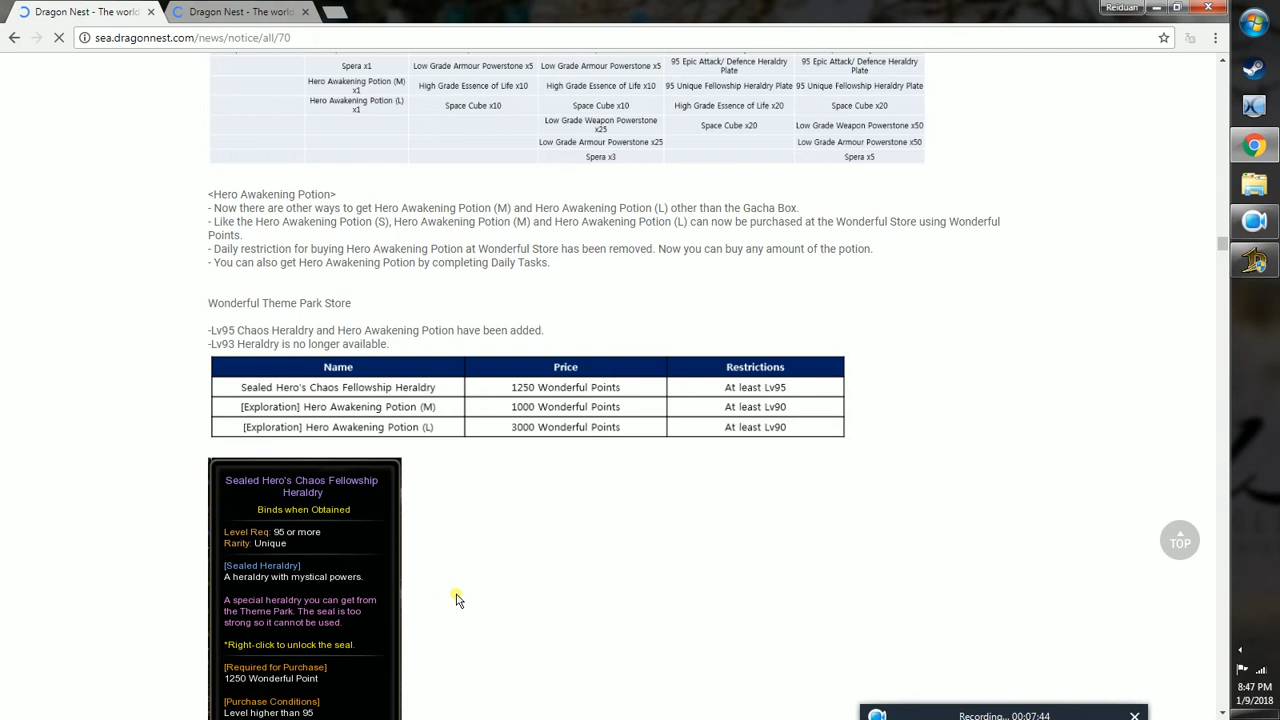 Dragon Nest - The world
Dragon Nest - The world
Reiduan
sea.dragonnest.com/news/notice/all/70
Spera x1
Low Grade Armour Powerstone x5
Low Grade Armour Powerstone x5
95 Epic Attack/ Defence Heraldry Plate
95 Epic Attack/ Defence Heraldry Plate
Hero Awakening Potion (M) x1
High Grade Essence of Life x10
High Grade Essence of Life x10
95 Unique Fellowship Heraldry Plate
95 Unique Fellowship Heraldry Plate
Hero Awakening Potion (L) x1
Space Cube x10
Space Cube x10
High Grade Essence of Life x20
Space Cube x20
Low Grade Weapon Powerstone x25
Space Cube x20
Low Grade Weapon Powerstone x50
Low Grade Armour Powerstone x25
Low Grade Armour Powerstone x50
Spera x3
Spera x5
<Hero Awakening Potion>
- Now there are other ways to get Hero Awakening Potion (M) and Hero Awakening Potion (L) other than the Gacha Box.
- Like the Hero Awakening Potion (S), Hero Awakening Potion (M) and Hero Awakening Potion (L) can now be purchased at the Wonderful Store using Wonderful
Points.
- Daily restriction for buying Hero Awakening Potion at Wonderful Store has been removed. Now you can buy any amount of the potion.
- You can also get Hero Awakening Potion by completing Daily Tasks.
Wonderful Theme Park Store
-Lv95 Chaos Heraldry and Hero Awakening Potion have been added.
-Lv93 Heraldry is no longer available.
Name Price Restrictions
Sealed Hero's Chaos Fellowship Heraldry 1250 Wonderful Points At least Lv95
[Exploration] Hero Awakening Potion (M) 1000 Wonderful Points At least Lv90
[Exploration] Hero Awakening Potion (L) 3000 Wonderful Points At least Lv90
Sealed Hero's Chaos Fellowship
Heraldry
Binds when Obtained
Level Req: 95 or more
Rarity: Unique
[Sealed Heraldry]
A heraldry with mystical powers.
A special heraldry you can get from
the Theme Park. The seal is too
strong so it cannot be used.
*Right-click to unlock the seal.
[Required for Purchase]
1250 Wonderful Point
[Purchase Conditions]
Level higher than 95
TOP
Recording... 00:07:44
8:47 PM
1/9/2018